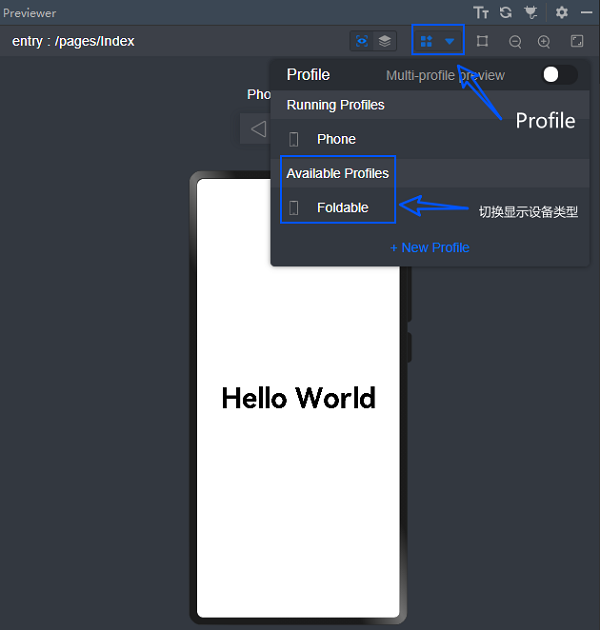 Previewer
entry : /pages/Index
Profile
Multi-profile preview
Pho
Running Profiles
Profile
Phone
Available Profiles
Foldable
切换显示设备类型
+ New Profile
Hello World